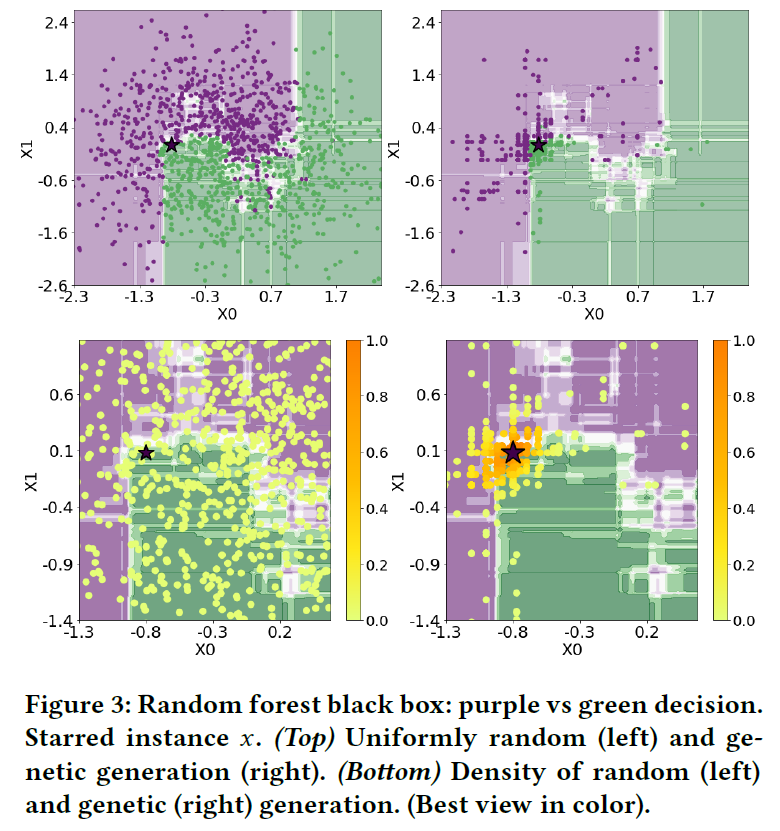 2.4
1.4
0.4
-0.6
-1.6
-2.6
X1
-2.3 -1.3 -0.3 0.7 1.7
X0
2.4
1.4
0.4
-0.6
-1.6
-2.6
X1
-2.3 -1.3 -0.3 0.7 1.7
X0
0.6
0.1
-0.4
-0.9
-1.4
X1
-1.3 -0.8 -0.3 0.2
X0
1.0
0.8
0.6
0.4
0.2
0.0
0.6
0.1
-0.4
-0.9
-1.4
X1
-1.3 -0.8 -0.3 0.2
X0
1.0
0.8
0.6
0.4
0.2
0.0
Figure 3: Random forest black box: purple vs green decision.
Starred instance x. (Top) Uniformly random (left) and ge-
netic generation (right). (Bottom) Density of random (left)
and genetic (right) generation. (Best view in color).